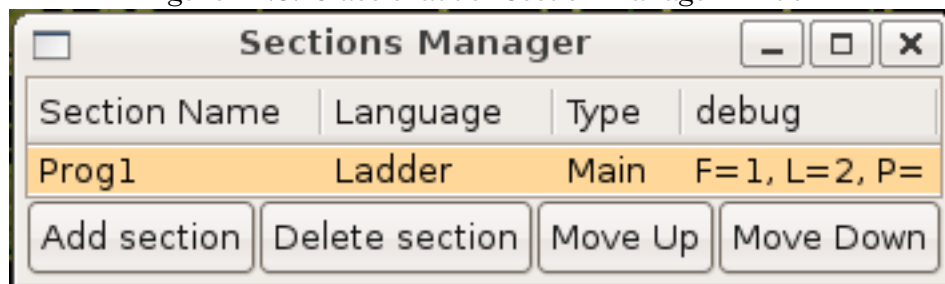 Sections Manager
Section Name Language Type debug
Prog1 Ladder Main F=1, L=2, P=
Add section Delete section Move Up Move Down